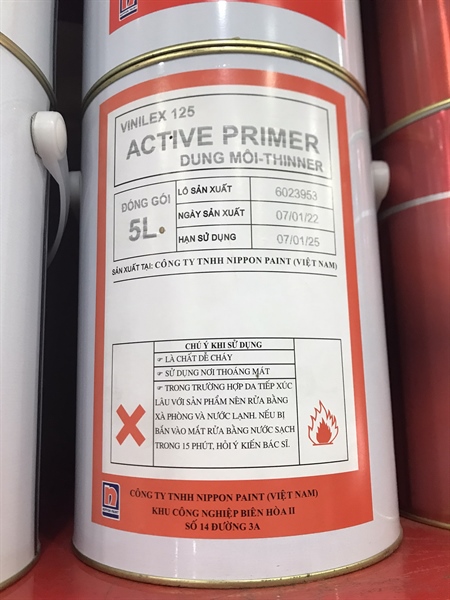 VINILEX 125
ACTIVE PRIMER
DUNG MÔI-THINNER
ĐÓNG GÓI
5L.
LÔ SẢN XUẤT 6023953
NGÀY SẢN XUẤT 07/01/22
HẠN SỬ DỤNG 07/01/25
SẢN XUẤT TẠI: CÔNG TY TNHH NIPPON PAINT (VIỆT NAM)
CHÚ Ý KHI SỬ DỤNG
☞ LÀ CHẤT DỄ CHÁY
☞ SỬ DỤNG NƠI THOÁNG MÁT
☞ TRONG TRƯỜNG HỢP DA TIẾP XÚC
LÂU VỚI SẢN PHẨM NÊN RỬA BẰNG
XÀ PHÒNG VÀ NƯỚC LẠNH. NẾU BỊ
BẮN VÀO MẮT RỬA BẰNG NƯỚC SẠCH
TRONG 15 PHÚT, HỎI Ý KIẾN BÁC SĨ.
CÔNG TY TNHH NIPPON PAINT (VIỆT NAM)
KHU CÔNG NGHIỆP BIÊN HÒA II
SỐ 14 ĐƯỜNG 3A